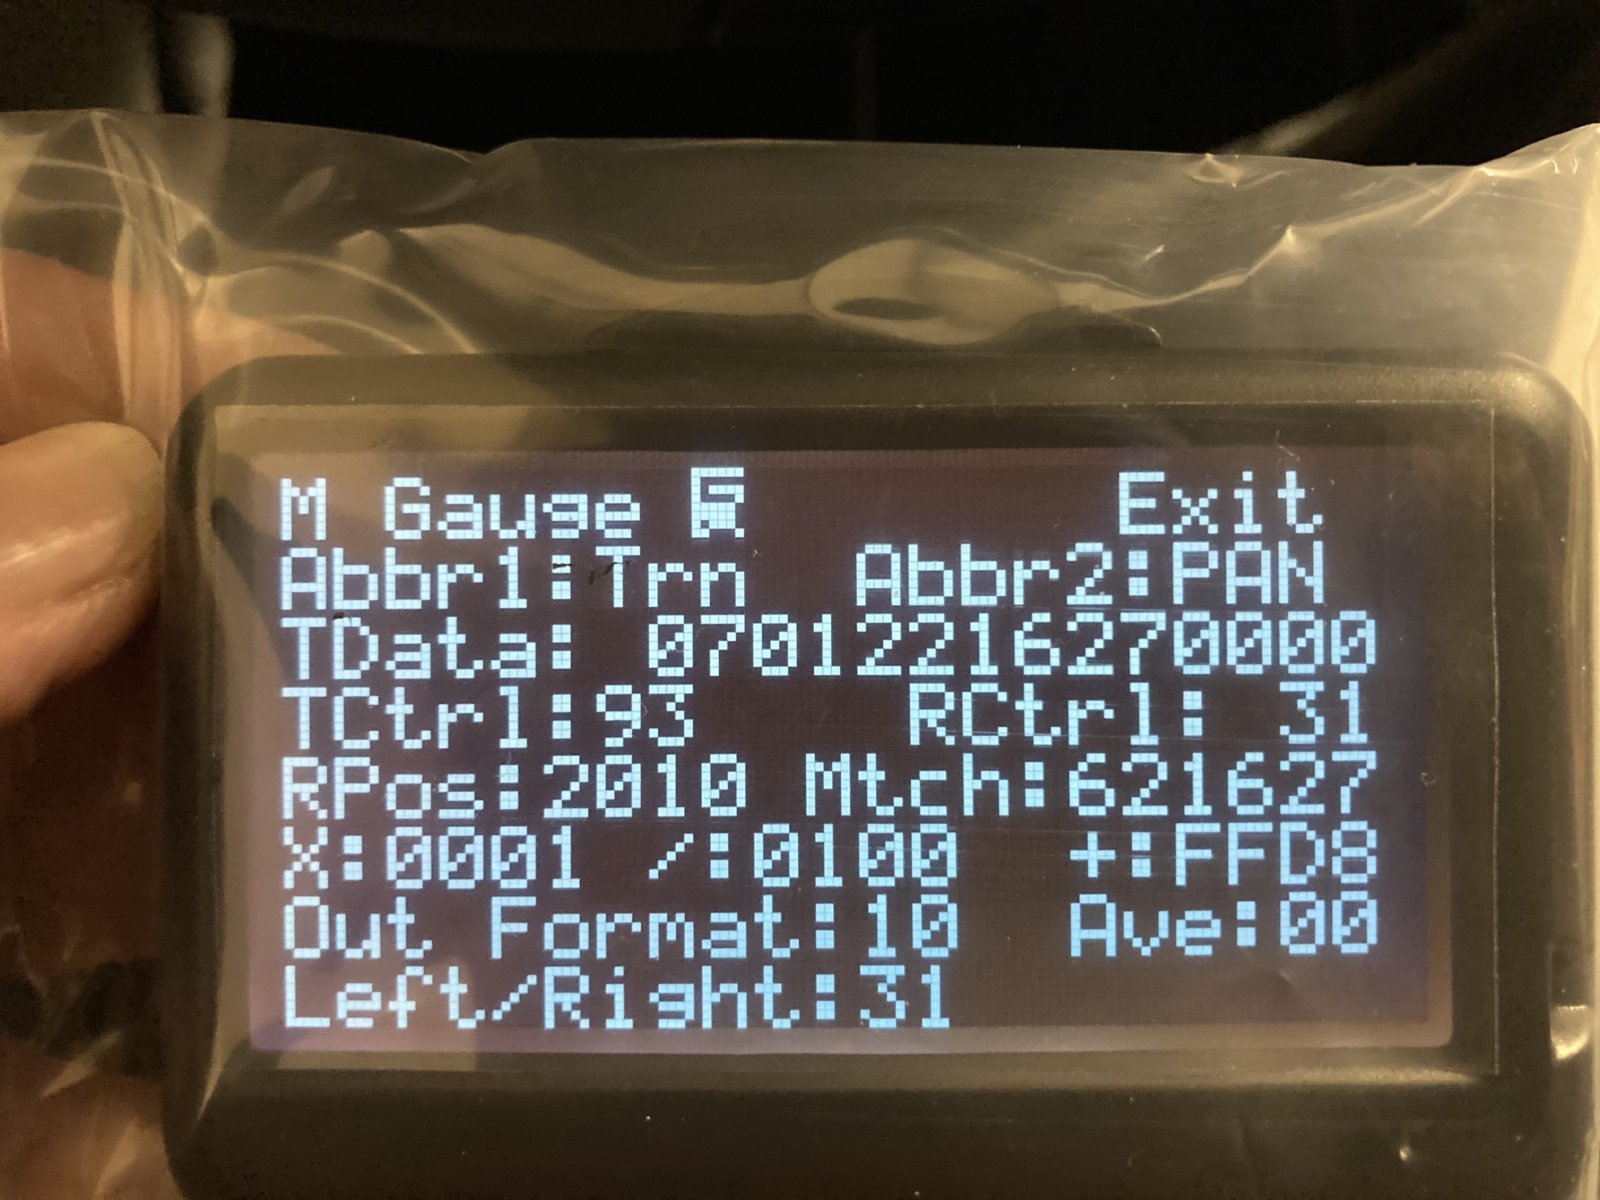 M Gauge Exit
Abbr1:Trn Abbr2:PAN
TData: 07012216270000
TCtrl:93 RCtrl: 31
RPos:2010 Mtch:621627
X:0001 /:0100 +:FFD8
Out Format:10 Ave:00
Left/Right:31